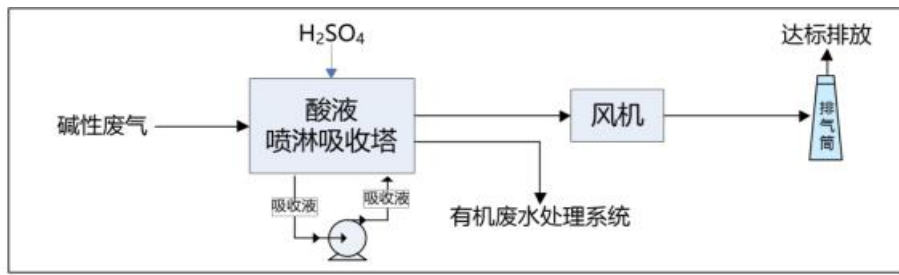 H₂SO₄
达标排放
碱性废气
酸液
喷淋吸收塔
风机
排气筒
吸收液
吸收液
有机废水处理系统